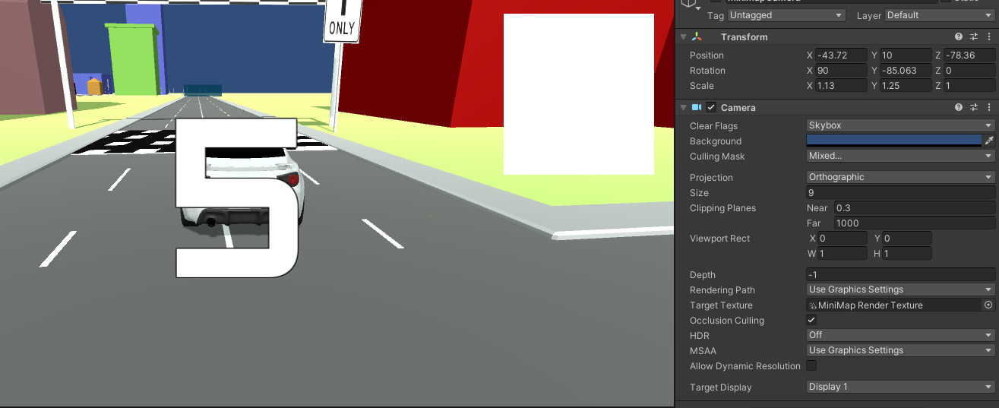 ONLY
5
Tag Untagged Layer Default
Transform
Position X -43.72 Y 10 Z -78.36
Rotation X 90 Y -85.063 Z 0
Scale X 1.13 Y 1.25 Z 1
Camera
Clear Flags Skybox
Background
Culling Mask Mixed...
Projection Orthographic
Size 9
Clipping Planes Near 0.3
Far 1000
Viewport Rect X 0 Y 0
W 1 H 1
Depth -1
Rendering Path Use Graphics Settings
Target Texture MiniMap Render Texture
Occlusion Culling
HDR Off
MSAA Use Graphics Settings
Allow Dynamic Resolution
Target Display Display 1